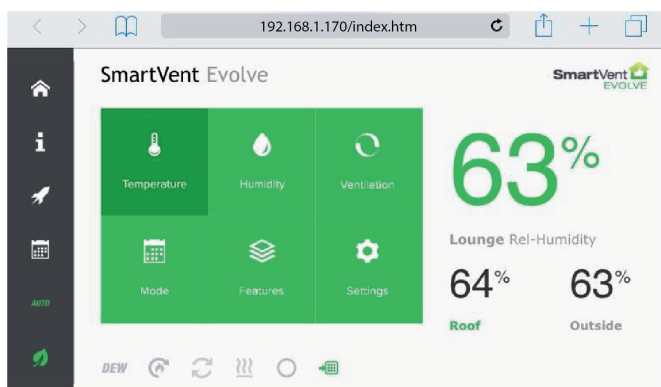 192.168.1.170/index.htm
SmartVent Evolve
SmartVent
EVOLVE
Temperature
Humidity
Ventilation
63%
Lounge Rel-Humidity
Mode
Features
Settings
64%
63%
Roof
Outside
AUTO
DEW